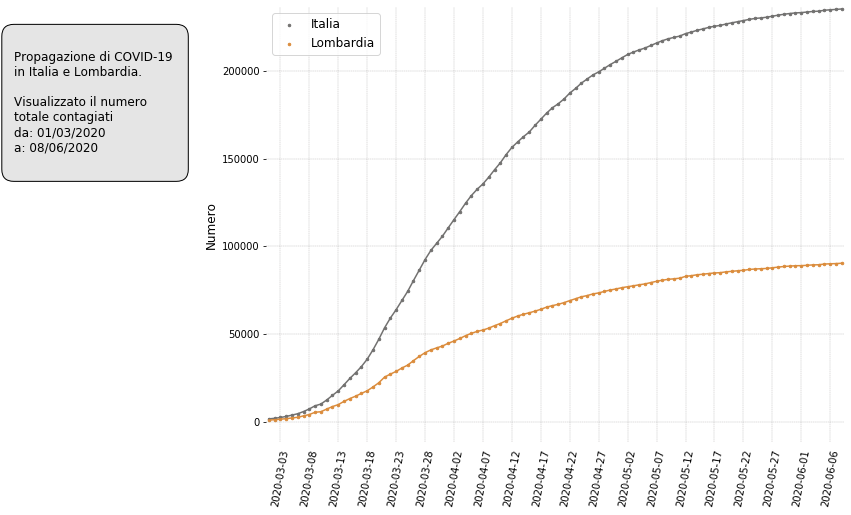 Propagazione di COVID-19
in Italia e Lombardia.
Visualizzato il numero
totale contagiati
da: 01/03/2020
a: 08/06/2020
Italia
Lombardia
Numero
200000
150000
100000
50000
0
2020-03-03
2020-03-08
2020-03-13
2020-03-18
2020-03-23
2020-03-28
2020-04-02
2020-04-07
2020-04-12
2020-04-17
2020-04-22
2020-04-27
2020-05-02
2020-05-07
2020-05-12
2020-05-17
2020-05-22
2020-05-27
2020-06-01
2020-06-06